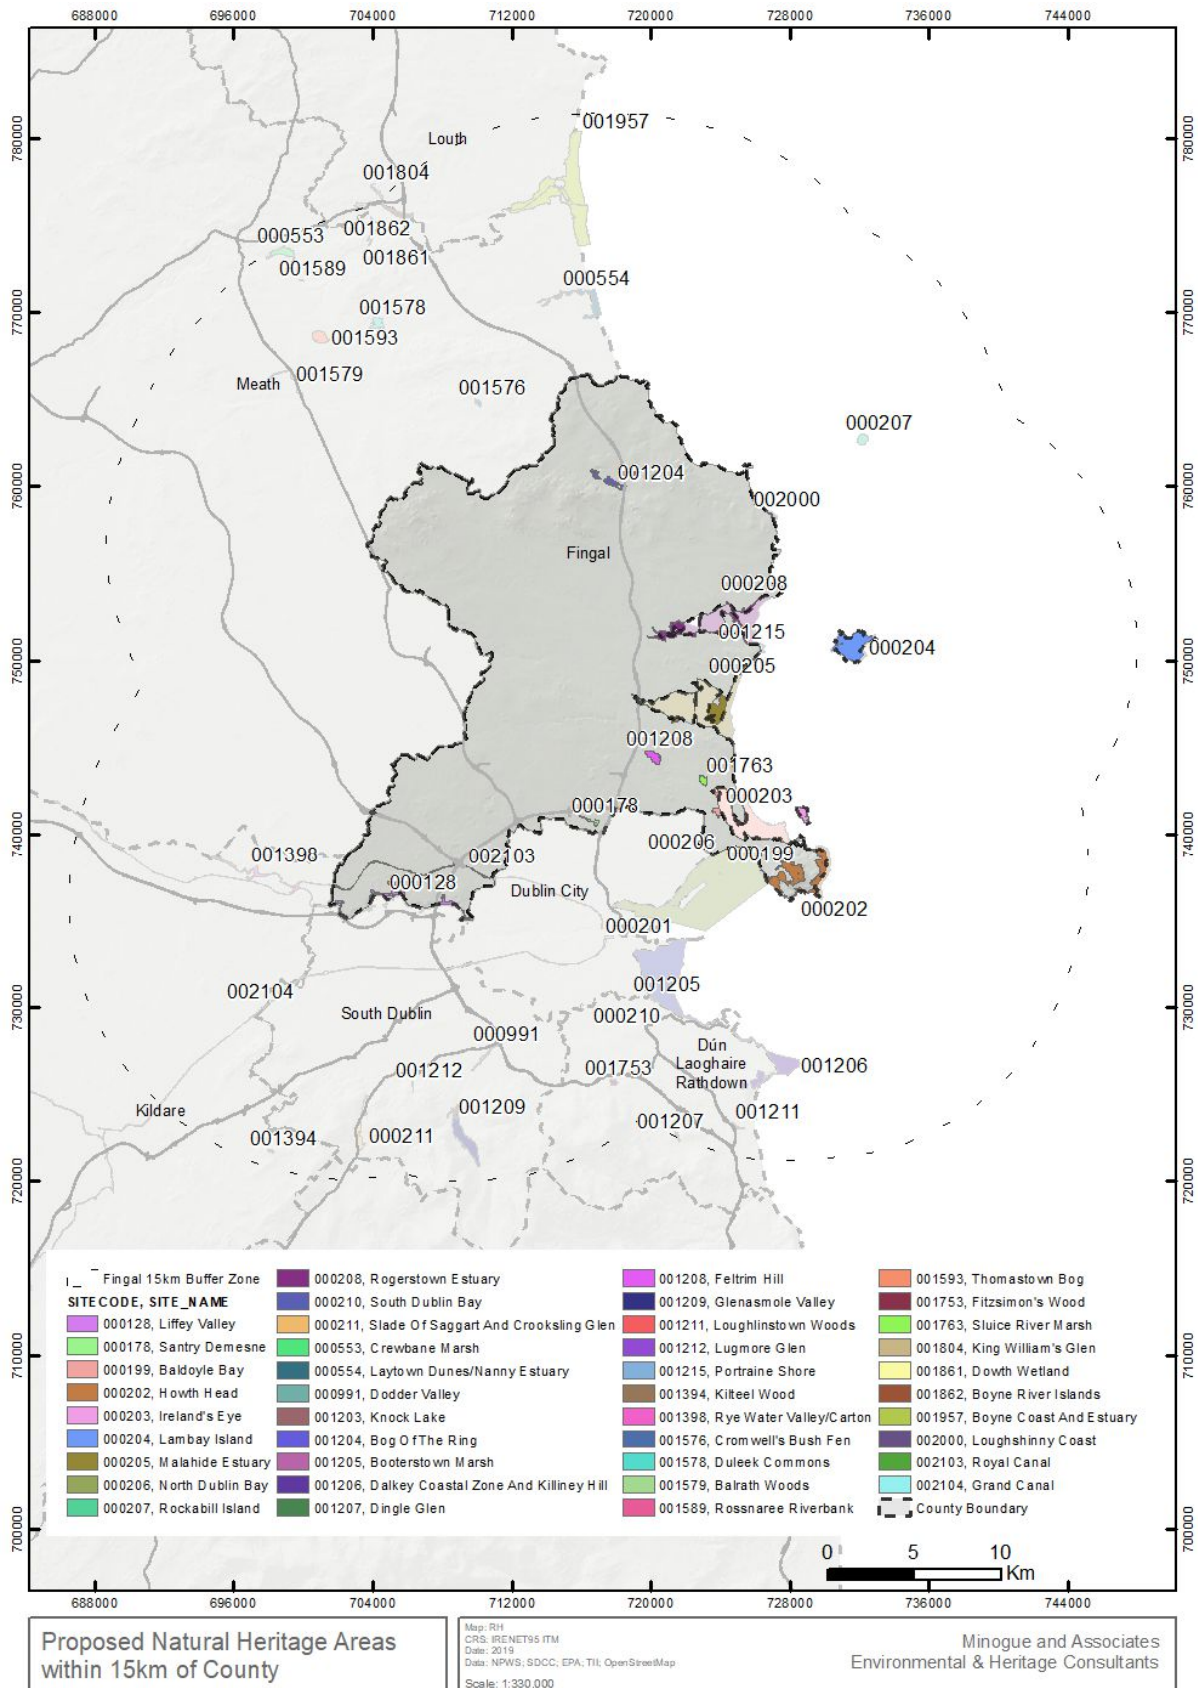 688000 696000 704000 712000 720000 728000 736000 744000
780000 780000
770000 770000
760000 760000
750000 750000
740000 740000
730000 730000
720000 720000
710000 710000
700000 700000
001957
Louth
001804
000553
001862
001589
001861
000554
001578
001593
001579
Meath
001576
000207
001204
002000
Fingal
000208
001215
000204
000205
001208
001763
000203
000178
000206
000199
001398
002103
000128
Dublin City
000202
000201
002104
001205
South Dublin
000210
000991
Dún
Laoghaire
Rathdown
001753
001206
001212
Kildare
001209
001207
001211
001394
000211
Fingal 15km Buffer Zone
SITECODE, SITE_NAME
000128, Liffey Valley
000178, Santry Demesne
000199, Baldoyle Bay
000202, Howth Head
000203, Ireland's Eye
000204, Lambay Island
000205, Malahide Estuary
000206, North Dublin Bay
000207, Rockabill Island
000208, Rogerstown Estuary
000210, South Dublin Bay
000211, Slade Of Saggart And Crooksling Glen
000553, Crewbane Marsh
000554, Laytown Dunes/Nanny Estuary
000991, Dodder Valley
001203, Knock Lake
001204, Bog Of The Ring
001205, Booterstown Marsh
001206, Dalkey Coastal Zone And Killiney Hill
001207, Dingle Glen
001208, Feltrim Hill
001209, Glenasmole Valley
001211, Loughlinstown Woods
001212, Lugmore Glen
001215, Portraine Shore
001394, Kilteel Wood
001398, Rye Water Valley/Carton
001576, Cromwell's Bush Fen
001578, Duleek Commons
001579, Balrath Woods
001589, Rossnaree Riverbank
001593, Thomastown Bog
001753, Fitzsimon's Wood
001763, Sluice River Marsh
001804, King William's Glen
001861, Dowth Wetland
001862, Boyne River Islands
001957, Boyne Coast And Estuary
002000, Loughshinny Coast
002103, Royal Canal
002104, Grand Canal
County Boundary
0 5 10
Km
688000 696000 704000 712000 720000 728000 736000 744000
Proposed Natural Heritage Areas
within 15km of County
Map: RH
CRS: IRENET95 ITM
Date: 2019
Data: NPWS; SDCC; EPA; TII; OpenStreetMap
Scale: 1:330,000
Minogue and Associates
Environmental & Heritage Consultants